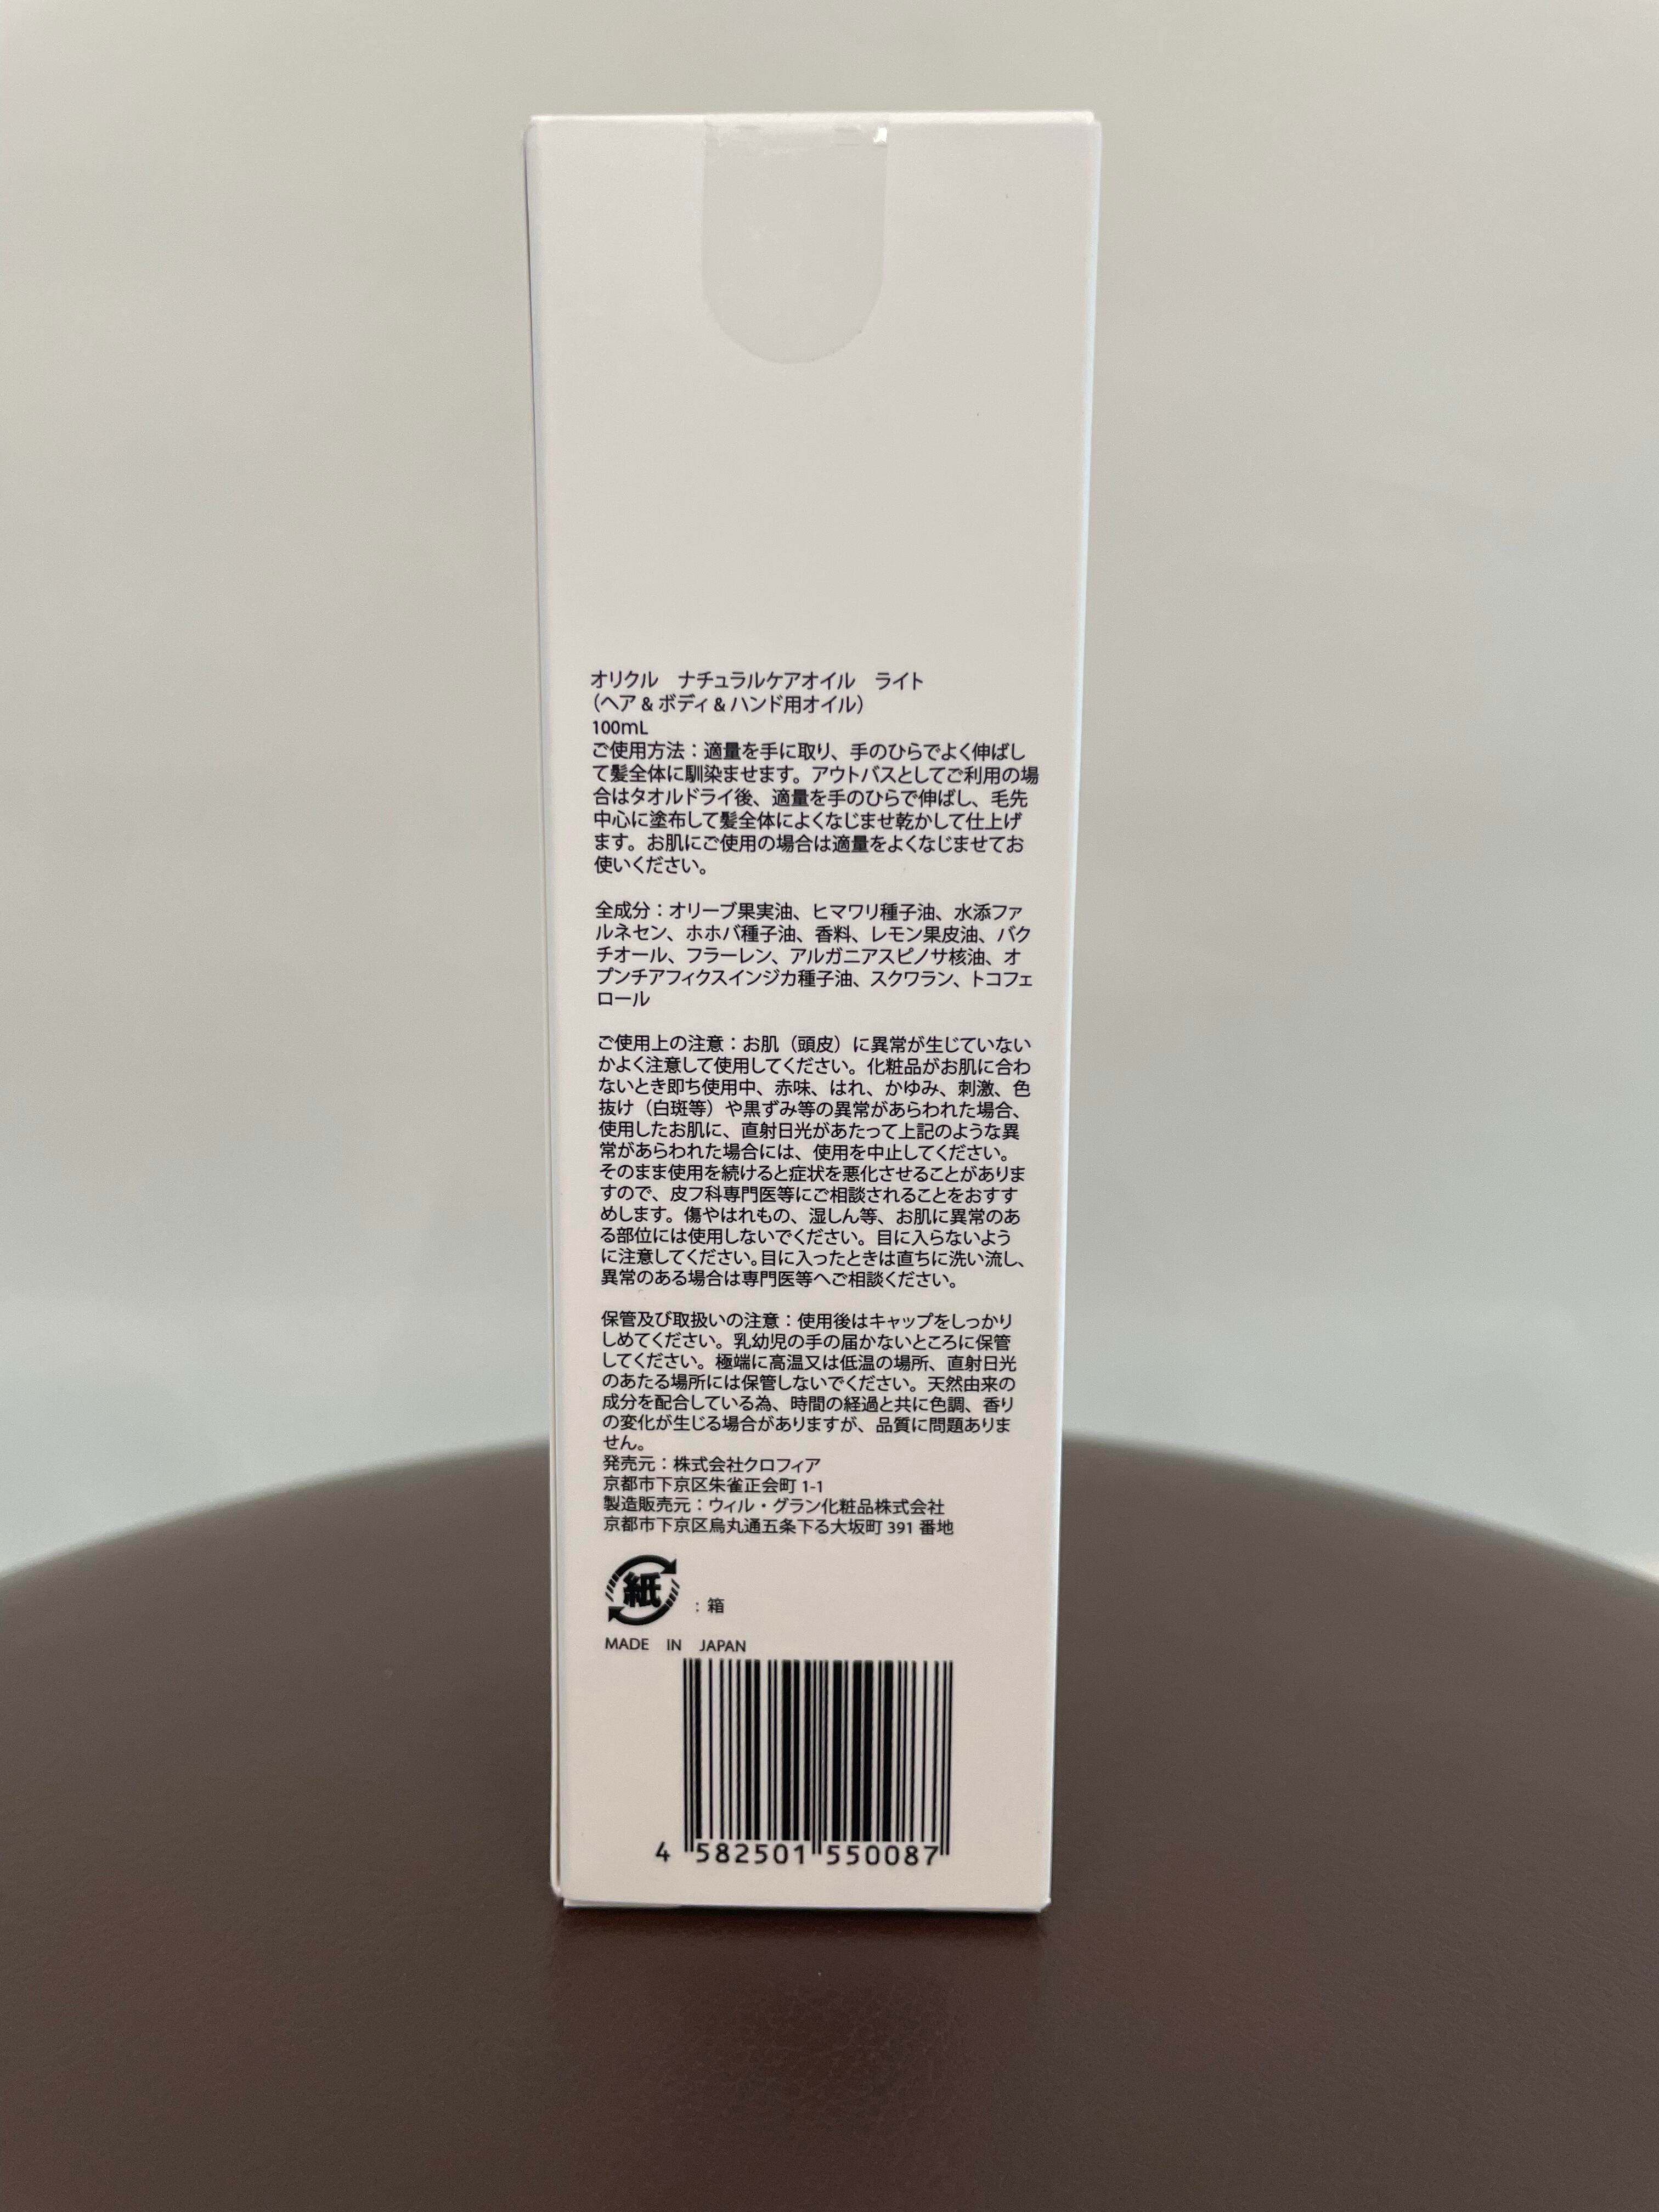 オリクル　ナチュラルケアオイル　ライト
（ヘア & ボディ & ハンド用オイル）
100mL
ご使用方法：適量を手に取り、手のひらでよく伸ばし
て髪全体に馴染ませます。アウトバスとしてご利用の場
合はタオルドライ後、適量を手のひらで伸ばし、毛先
中心に塗布して髪全体によくなじませ乾かして仕上げ
ます。お肌にご使用の場合は適量をよくなじませてお
使いください。
全成分：オリーブ果実油、ヒマワリ種子油、水添ファ
ルネセン、ホホバ種子油、香料、レモン果皮油、バク
チオール、フラーレン、アルガニアスピノサ核油、オ
プンチアフィクスインジカ種子油、スクワラン、トコフェ
ロール
ご使用上の注意：お肌（頭皮）に異常が生じていない
かよく注意して使用してください。化粧品がお肌に合わ
ないとき即ち使用中、赤味、はれ、かゆみ、刺激、色
抜け（白斑等）や黒ずみ等の異常があらわれた場合、
使用したお肌に、直射日光があたって上記のような異
常があらわれた場合には、使用を中止してください。
そのまま使用を続けると症状を悪化させることがありま
すので、皮フ科専門医等にご相談されることをおすす
めします。傷やはれもの、湿しん等、お肌に異常のあ
る部位には使用しないでください。目に入らないよう
に注意してください。目に入ったときは直ちに洗い流し、
異常のある場合は専門医等へご相談ください。
保管及び取扱いの注意：使用後はキャップをしっかり
しめてください。乳幼児の手の届かないところに保管
してください。極端に高温又は低温の場所、直射日光
のあたる場所には保管しないでください。天然由来の
成分を配合している為、時間の経過と共に色調、香り
の変化が生じる場合がありますが、品質に問題ありま
せん。
発売元：株式会社クロフィア
京都市下京区朱雀正会町 1-1
製造販売元：ウィル・グラン化粧品株式会社
京都市下京区烏丸通五条下る大坂町 391 番地
紙 ：箱
MADE IN JAPAN
4 582501 550087